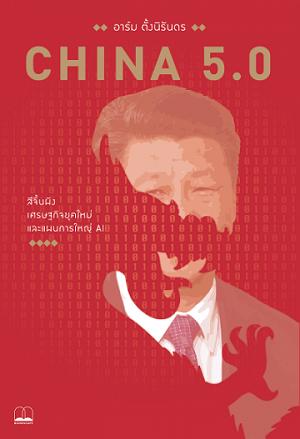 อาร์ม ตั้งนิรันดร
CHINA 5.0
สีจิ้นผิง
เศรษฐกิจยุคใหม่
และแผนการใหญ่ AI